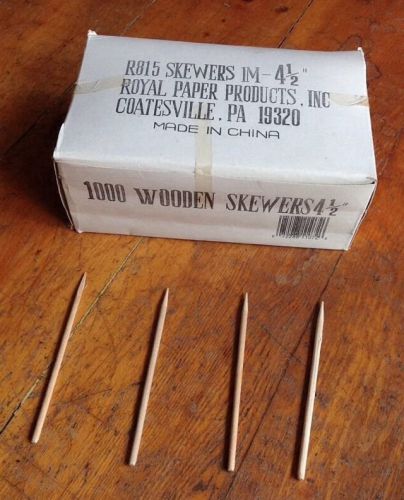 R815 SKEWERS 1M-4½"
ROYAL PAPER PRODUCTS, INC
COATESVILLE, PA 19320
MADE IN CHINA
1000 WOODEN SKEWERS 4½"